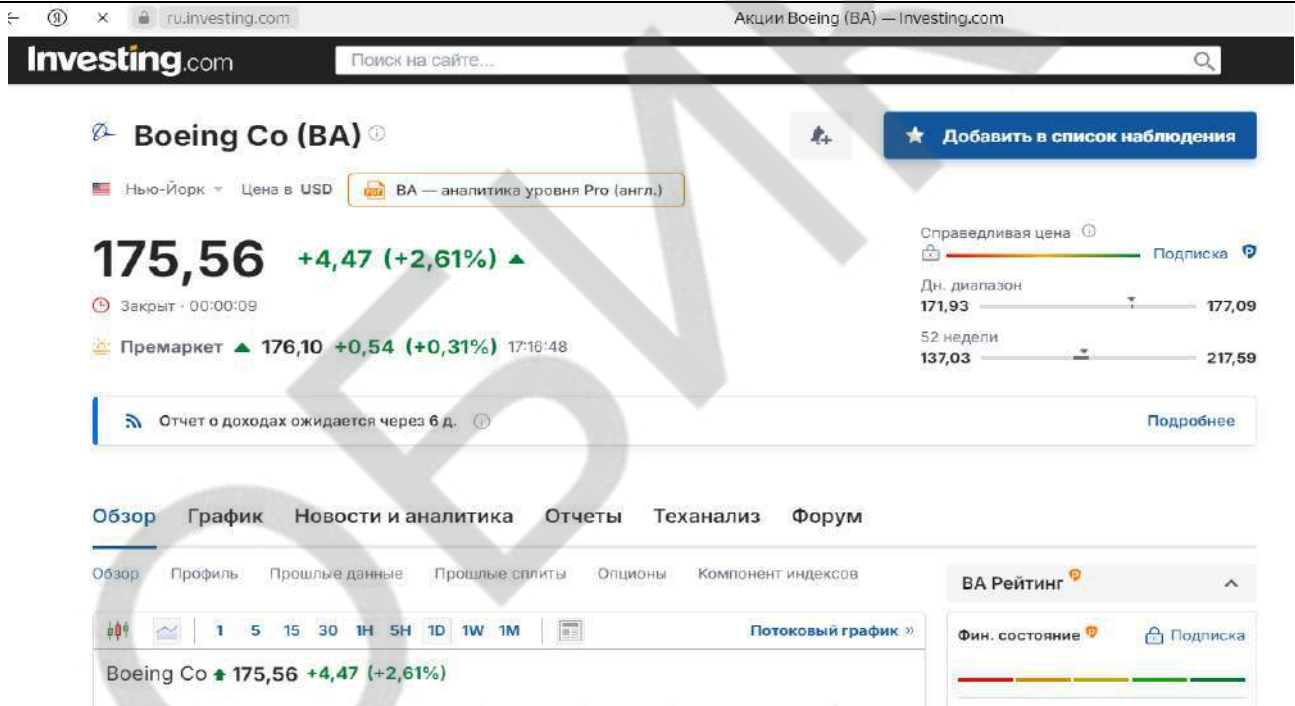 ru.investing.com
Акции Boeing (BA) — Investing.com
Investing.com
Поиск на сайте...
Boeing Co (BA)
Добавить в список наблюдения
Нью-Йорк
Цена в USD
BA — аналитика уровня Pro (англ.)
175,56 +4,47 (+2,61%)
Справедливая цена
Подписка
Закрыт · 00:00:09
Дн. диапазон
171,93 177,09
Премаркет 176,10 +0,54 (+0,31%) 17:16:48
52 недели
137,03 217,59
Отчет о доходах ожидается через 6 д.
Подробнее
Обзор График Новости и аналитика Отчеты Теханализ Форум
Обзор Профиль Прошлые данные Прошлые сплиты Опционы Компонент индексов
BA Рейтинг
1 5 15 30 1H 5H 1D 1W 1M
Потоковый график »
Фин. состояние
Подписка
Boeing Co 175,56 +4,47 (+2,61%)